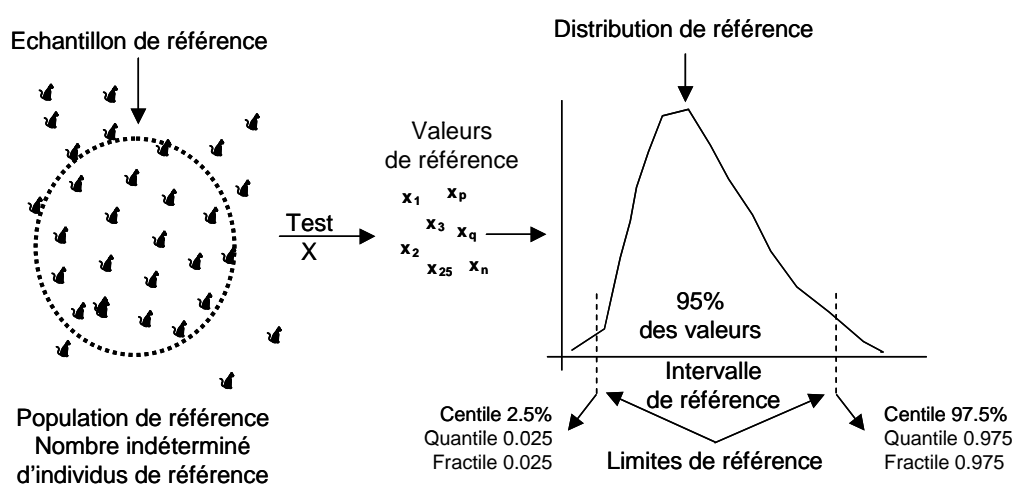 Echantillon de référence
Distribution de référence
Valeurs
de référence
x1 xp
x3 xq
x2
x25 xn
Test
X
95%
des valeurs
Intervalle
de référence
Population de référence
Nombre indéterminé
d'individus de référence
Centile 2.5%
Quantile 0.025
Fractile 0.025
Limites de référence
Centile 97.5%
Quantile 0.975
Fractile 0.975